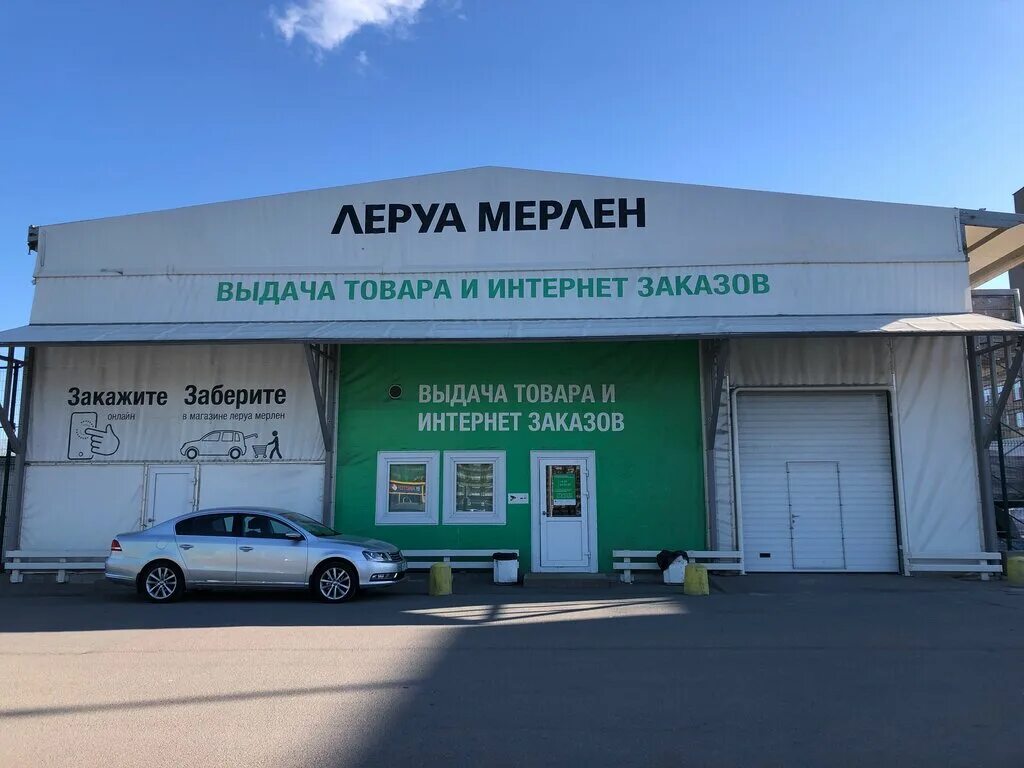 ЛЕРУА МЕРЛЕН
ВЫДАЧА ТОВАРА И ИНТЕРНЕТ ЗАКАЗОВ
Закажите
онлайн
Заберите
в магазине леруа мерлен
ВЫДАЧА ТОВАРА И
ИНТЕРНЕТ ЗАКАЗОВ